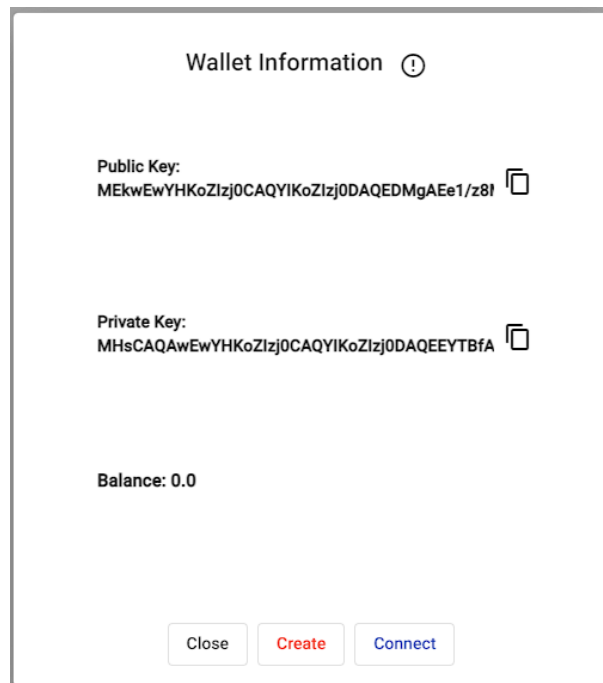 Wallet Information
Public Key:
MEkwEwYHKoZIzj0CAQYIKoZIzj0DAQEDMgAEe1/z8
Private Key:
MHsCAQAwEwYHKoZIzj0CAQYIKoZIzj0DAQEEYTBfA
Balance: 0.0
Close Create Connect